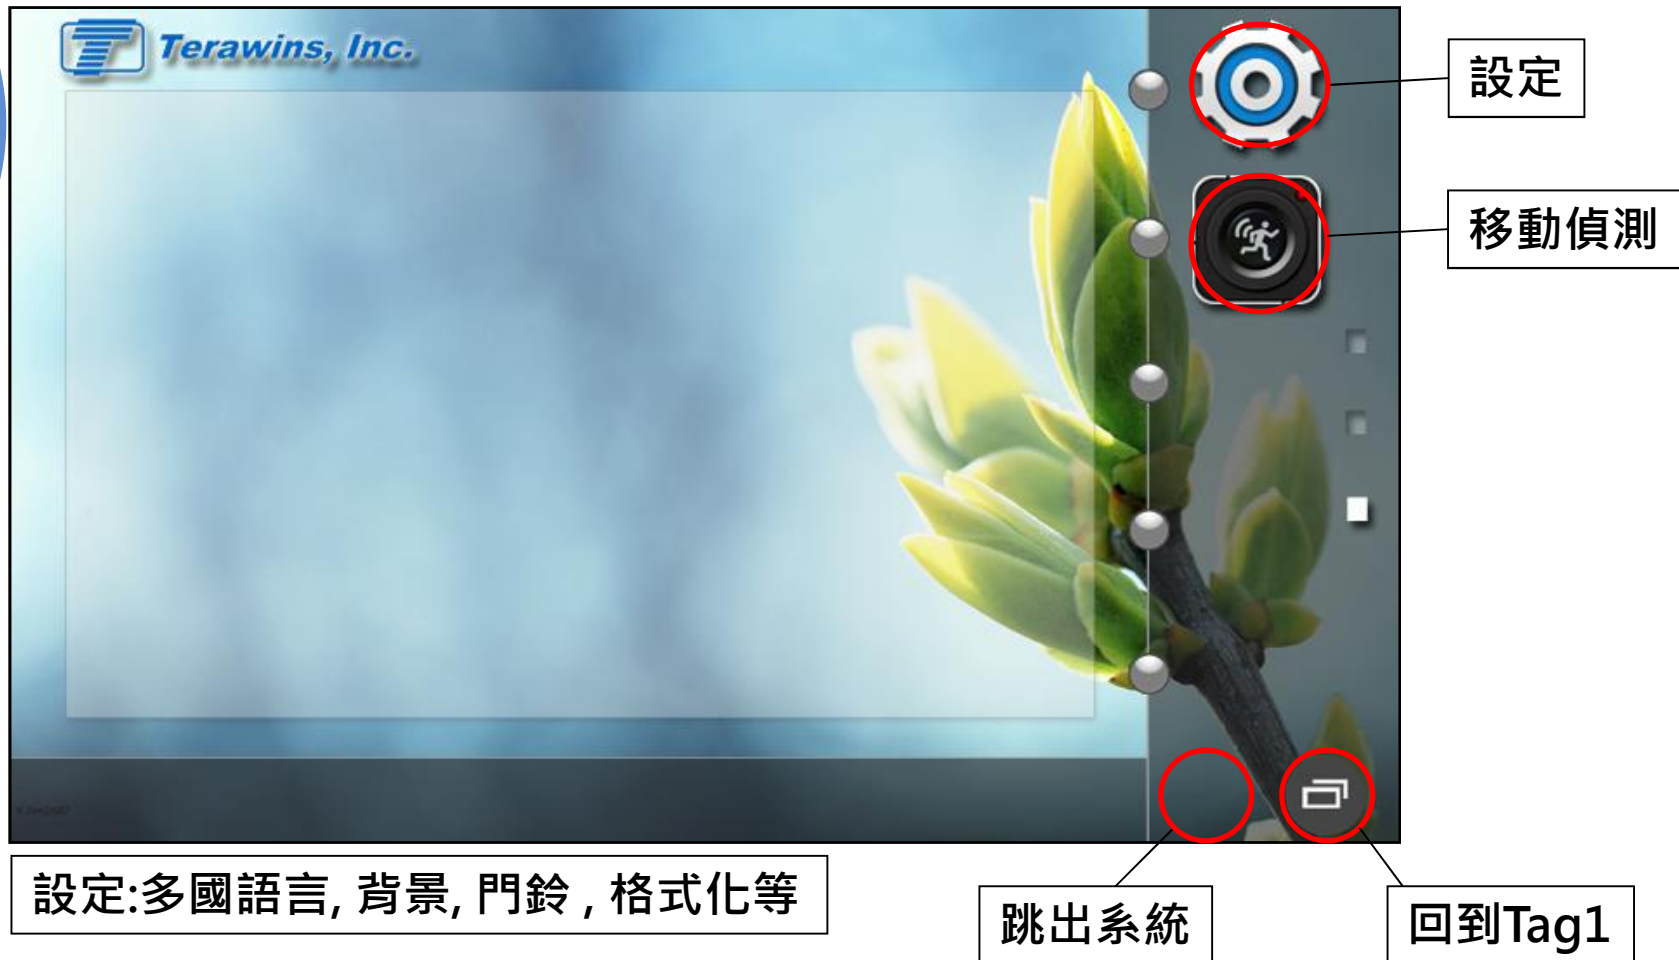 Terawins, Inc.
設定
移動偵測
設定:多國語言, 背景, 門鈴 , 格式化等
跳出系統
回到Tag1